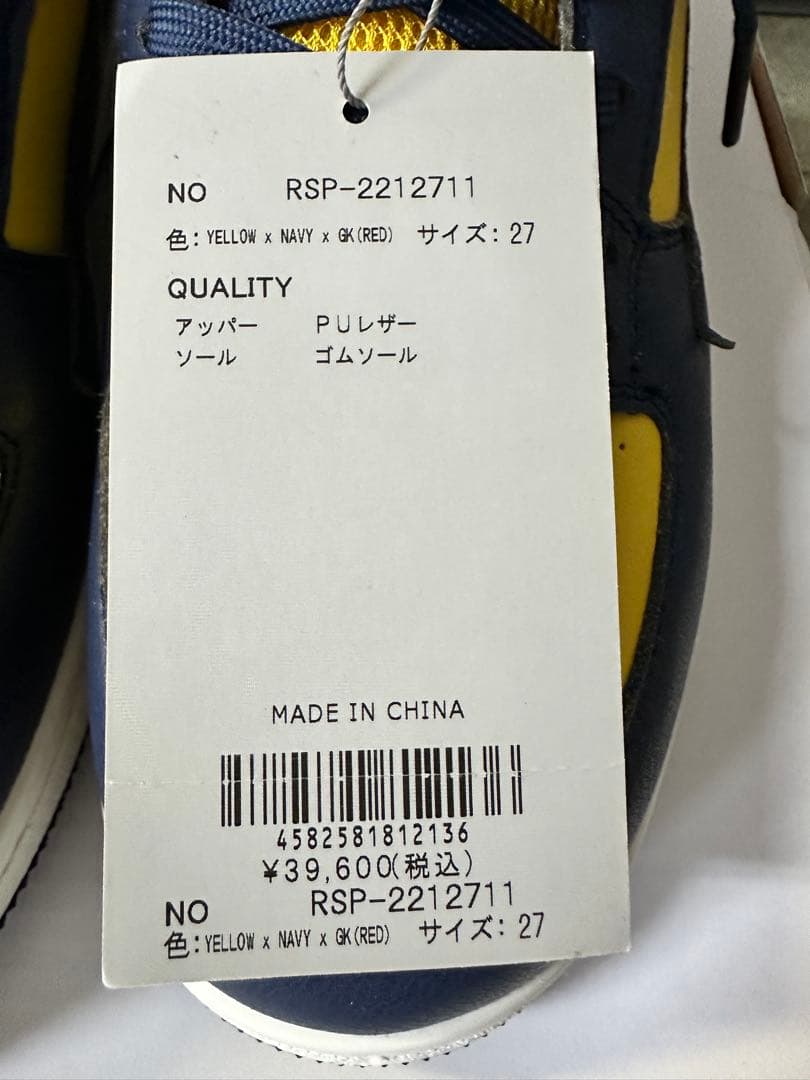 NO RSP-2212711
色: YELLOW x NAVY x GK(RED) サイズ: 27
QUALITY
アッパー PUレザー
ソール ゴムソール
MADE IN CHINA
4582581812136
¥39,600(税込)
NO RSP-2212711
色: YELLOW x NAVY x GK(RED) サイズ: 27